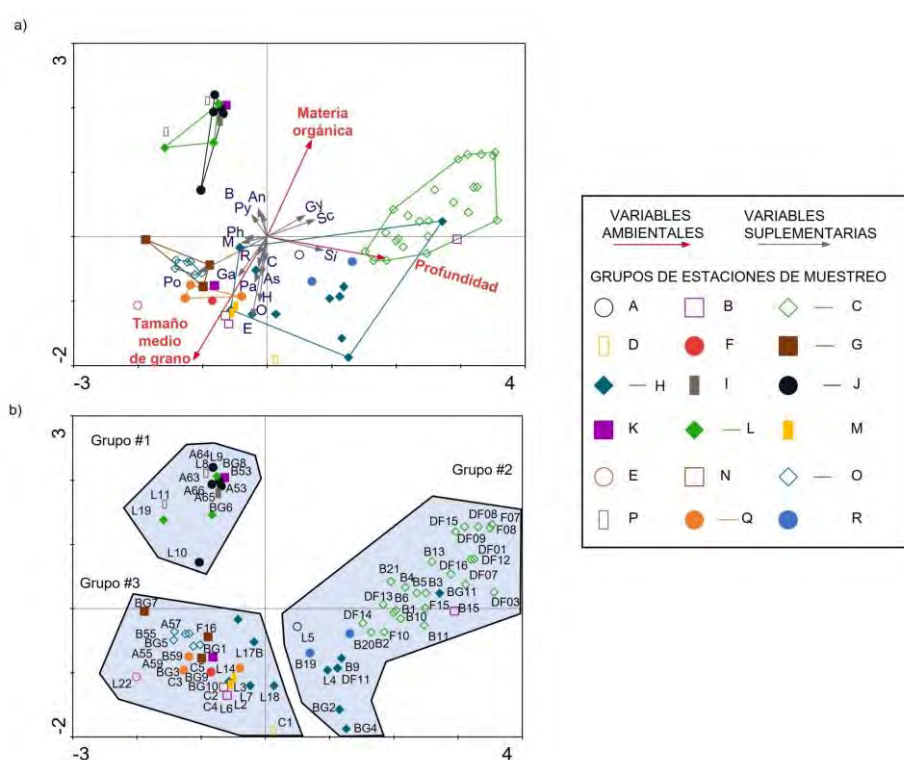 a)
3
Materia
orgánica
B An
Py
Gy
Sc
Ph
M
R
C
Si
Ga
Pa
As
Po
H
O
E
Profundidad
Tamaño
medio
de grano
-2
-3
4
b)
3
Grupo #1
A64 L9
L8 BG8
A63 B53
A66 A53
A65
L11
BG6
L19
L10
Grupo #2
DF08 F07
DF15
F08
DF09
B13
DF01
DF16 DF12
B21
B4
DF07
B5 B3
BG11
DF13 B6
DF03
F15 B15
B1
DF14 B10
B20 B2 F10 B11
L5
B19
B9
L4 DF11
BG2
BG4
Grupo #3
BG7
A57
F16
B55
BG5 BG1
L17B
A55 B59
A59 C5 L14
BG3 BG9
L22 C3
BG10 L3
C2 L7 L18
C4 L6 L2
C1
-2
-3
4
VARIABLES
AMBIENTALES
VARIABLES
SUPLEMENTARIAS
GRUPOS DE ESTACIONES DE MUESTREO
A B C
D F G
H I J
K L M
E N O
P Q R